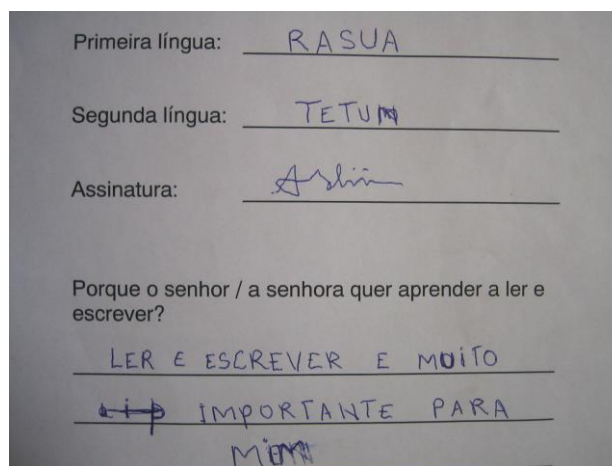 Primeira língua: RASUA
Segunda língua: TETUN
Assinatura:
Porque o senhor / a senhora quer aprender a ler e
escrever?
LER E ESCREVER E MUITO
IMPORTANTE PARA
MIM